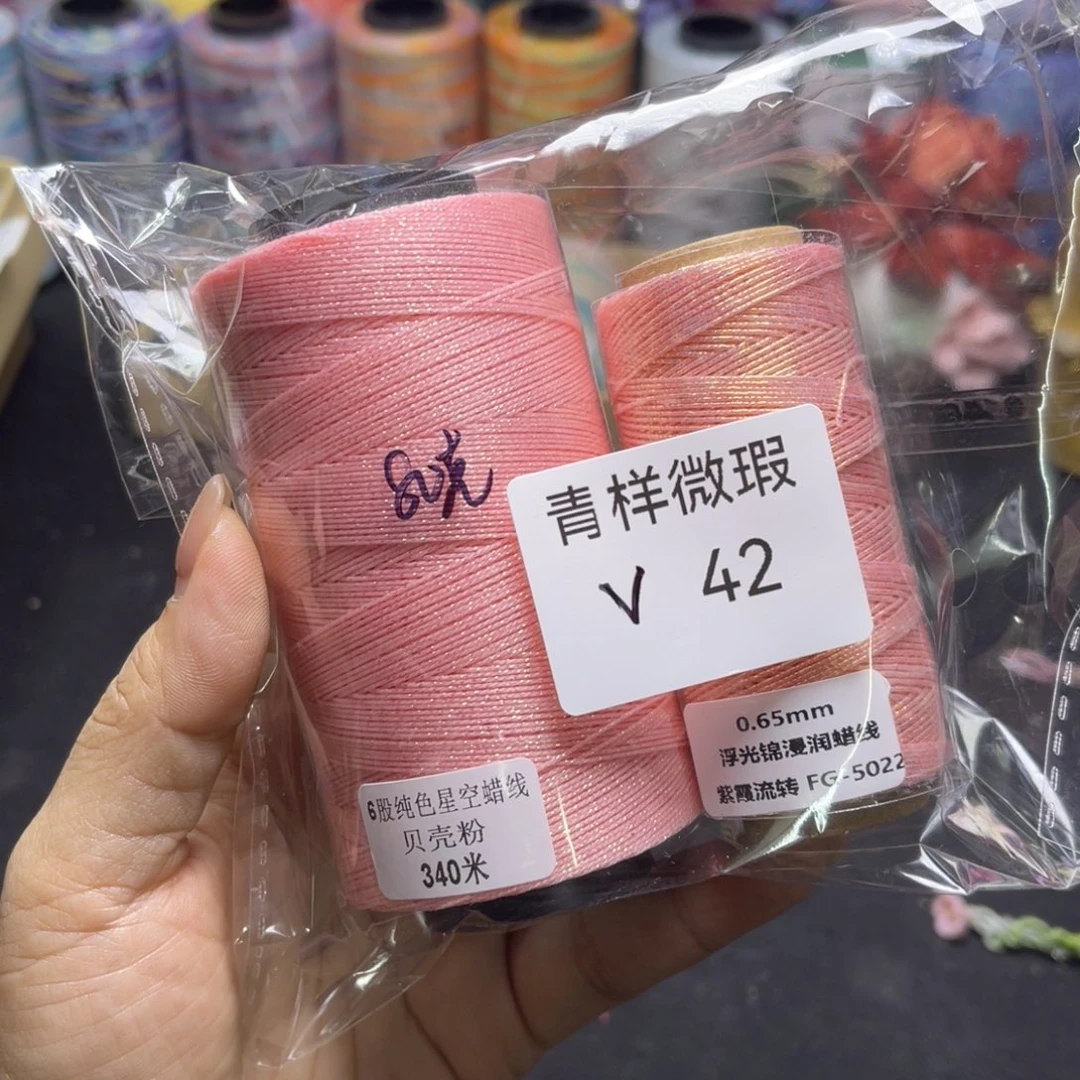 80克
青样微瑕
V 42
0.65mm
浮光锦浸润蜡线
紫霞流转 FG-5022
6股纯色星空蜡线
贝壳粉
340米